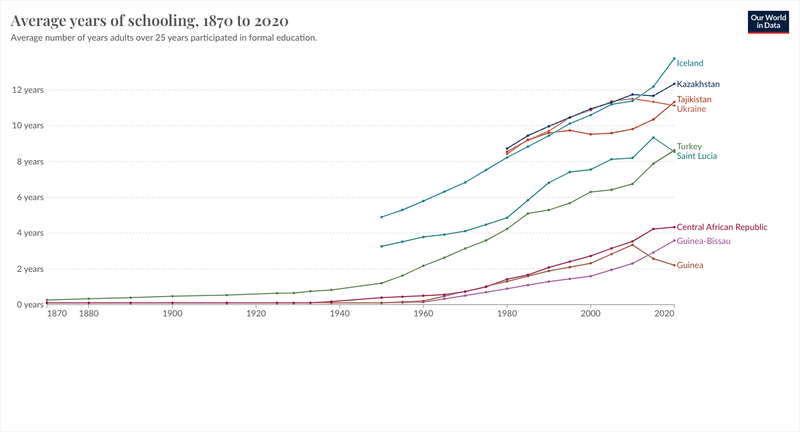 Average years of schooling, 1870 to 2020
Average number of years adults over 25 years participated in formal education.
Our World
in Data
Iceland
12 years
Kazakhstan
Tajikistan
Ukraine
10 years
8 years
Turkey
Saint Lucia
6 years
4 years
Central African Republic
Guinea-Bissau
2 years
Guinea
0 years
1870 1880 1900 1920 1940 1960 1980 2000 2020